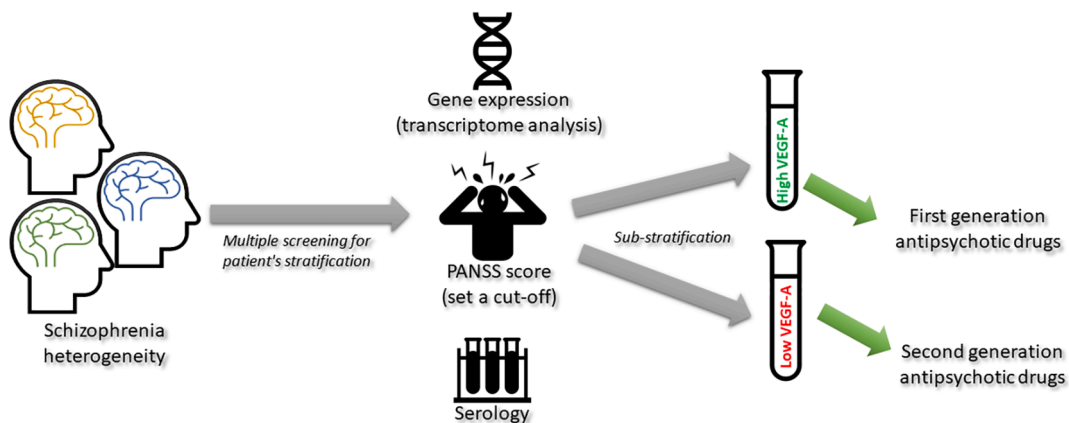 Schizophrenia
heterogeneity
Multiple screening for
patient's stratification
Gene expression
(transcriptome analysis)
PANSS score
(set a cut-off)
Serology
Sub-stratification
High VEGF-A
Low VEGF-A
First generation
antipsychotic drugs
Second generation
antipsychotic drugs